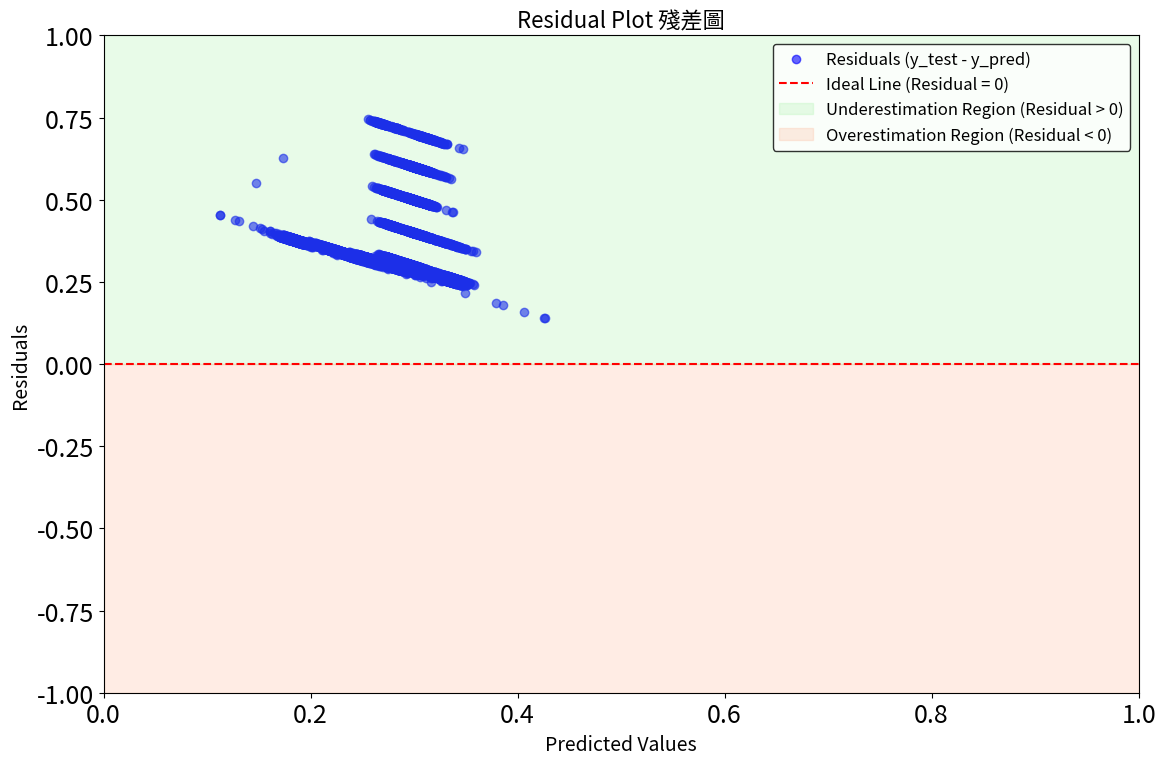 Residual Plot 殘差圖
1.00
0.75
0.50
0.25
0.00
-0.25
-0.50
-0.75
-1.00
Residuals
Residuals (y_test - y_pred)
Ideal Line (Residual = 0)
Underestimation Region (Residual > 0)
Overestimation Region (Residual < 0)
0.0 0.2 0.4 0.6 0.8 1.0
Predicted Values